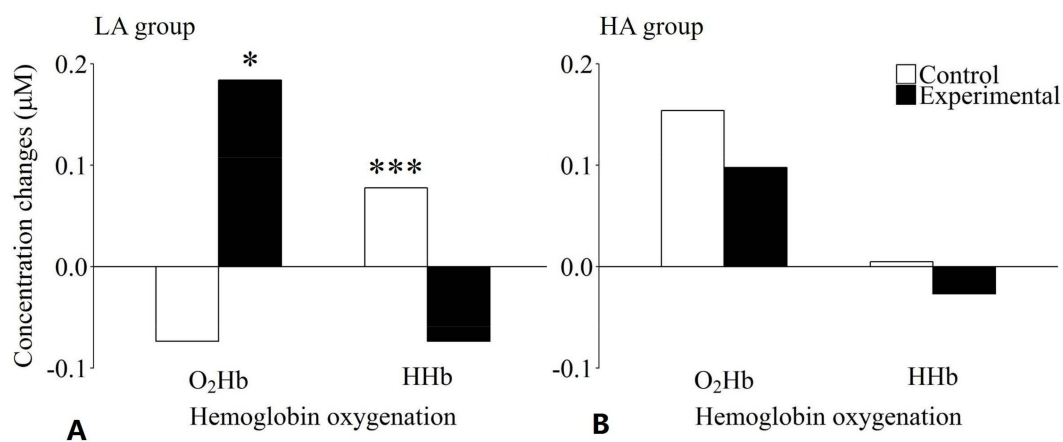 LA group
HA group
Concentration changes (μM)
0.2
0.1
0.0
-0.1
*
***
O₂Hb
HHb
Hemoglobin oxygenation
A
0.2
0.1
0.0
-0.1
Control
Experimental
O₂Hb
HHb
Hemoglobin oxygenation
B